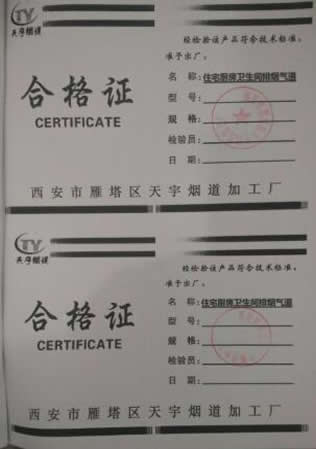 TY
天宇烟道
合格证
CERTIFICATE
经检验该产品符合技术标准,
准予出厂。
名称:住宅厨房卫生间排烟气道
型号:
规格:
检验员:
日期:
西安市雁塔区天宇烟道加工厂
TY
天宇烟道
合格证
CERTIFICATE
经检验该产品符合技术标准,
准予出厂。
名称:住宅厨房卫生间排烟气道
型号:
规格:
检验员:
日期:
西安市雁塔区天宇烟道加工厂